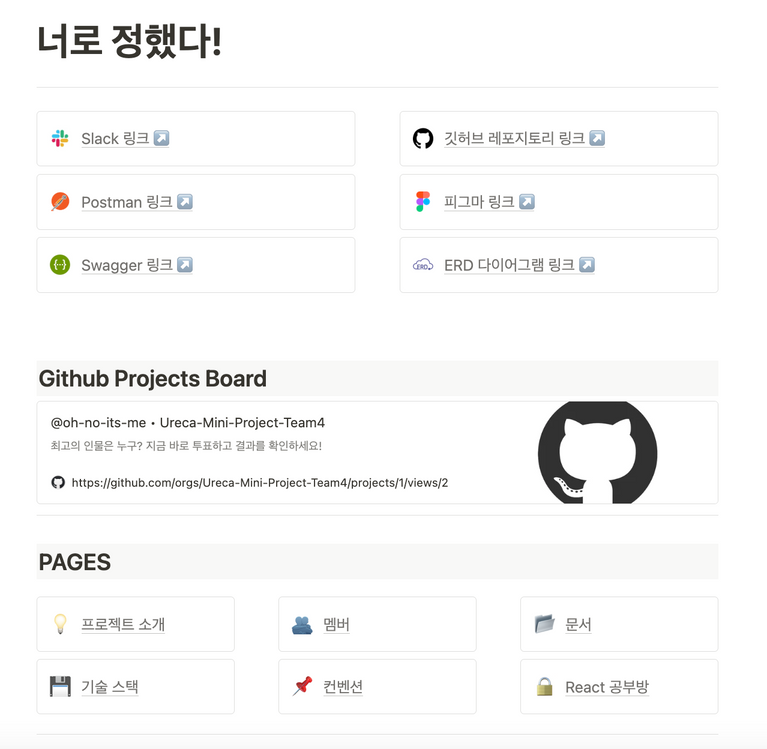 너로 정했다!
Slack 링크
깃허브 레포지토리 링크
Postman 링크
피그마 링크
Swagger 링크
ERD
ERD 다이어그램 링크
Github Projects Board
@oh-no-its-me • Ureca-Mini-Project-Team4
최고의 인물은 누구? 지금 바로 투표하고 결과를 확인하세요!
https://github.com/orgs/Ureca-Mini-Project-Team4/projects/1/views/2
PAGES
프로젝트 소개
멤버
문서
기술 스택
컨벤션
React 공부방